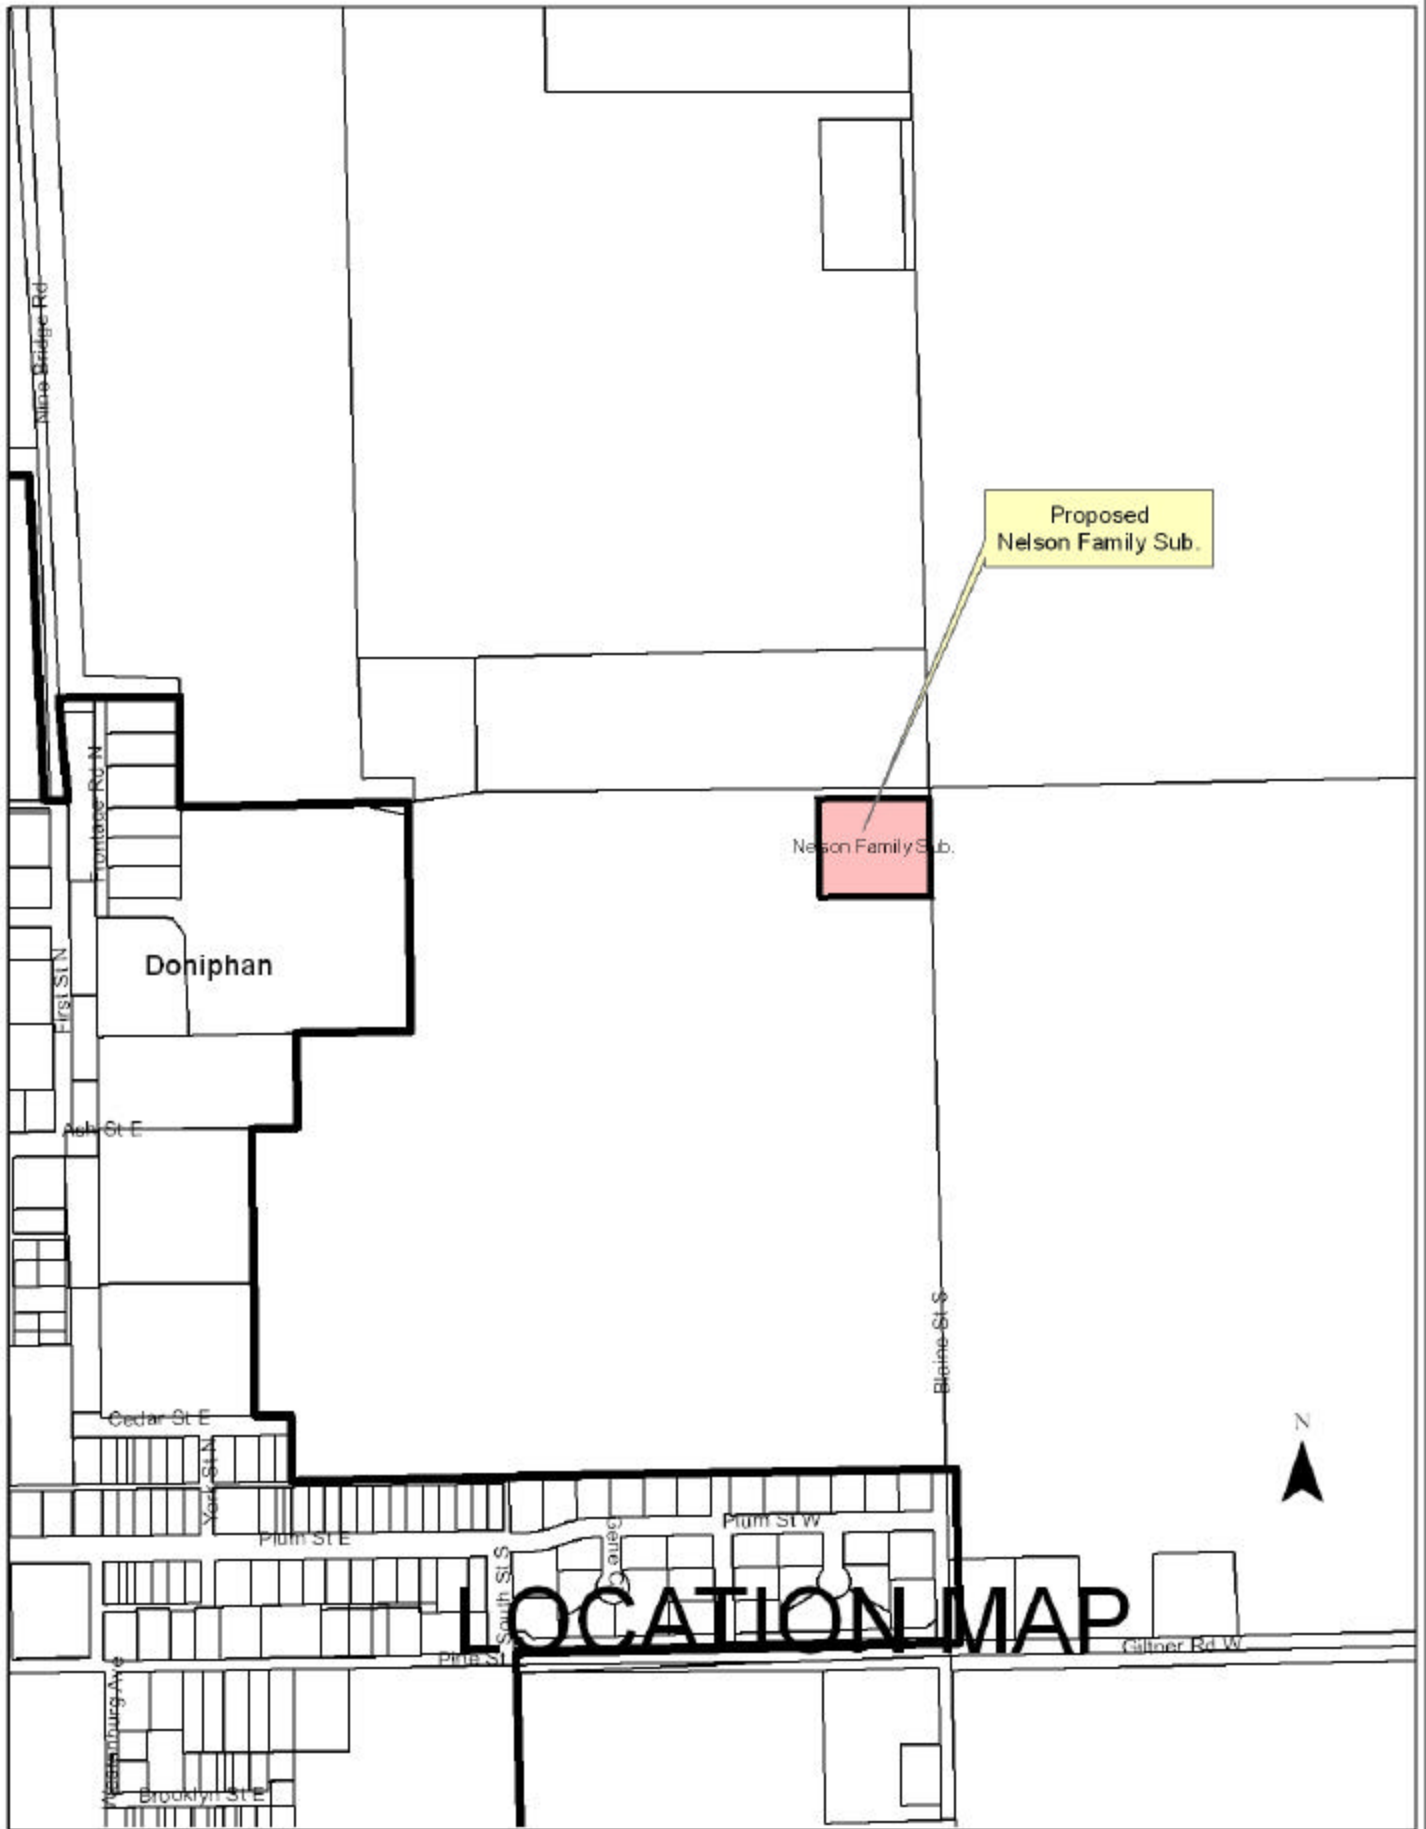 Nine Bridge Rd
Proposed
Nelson Family Sub.
Frontage Rd N
Nelson Family Sub.
Doniphan
First St N
Ash St E
Blaine St S
Cedar St E
N
York St N
Plum St W
Plum St E
Gene C
South St S
LOCATION MAP
Giltner Rd W
Pine St
Brooklyn St E